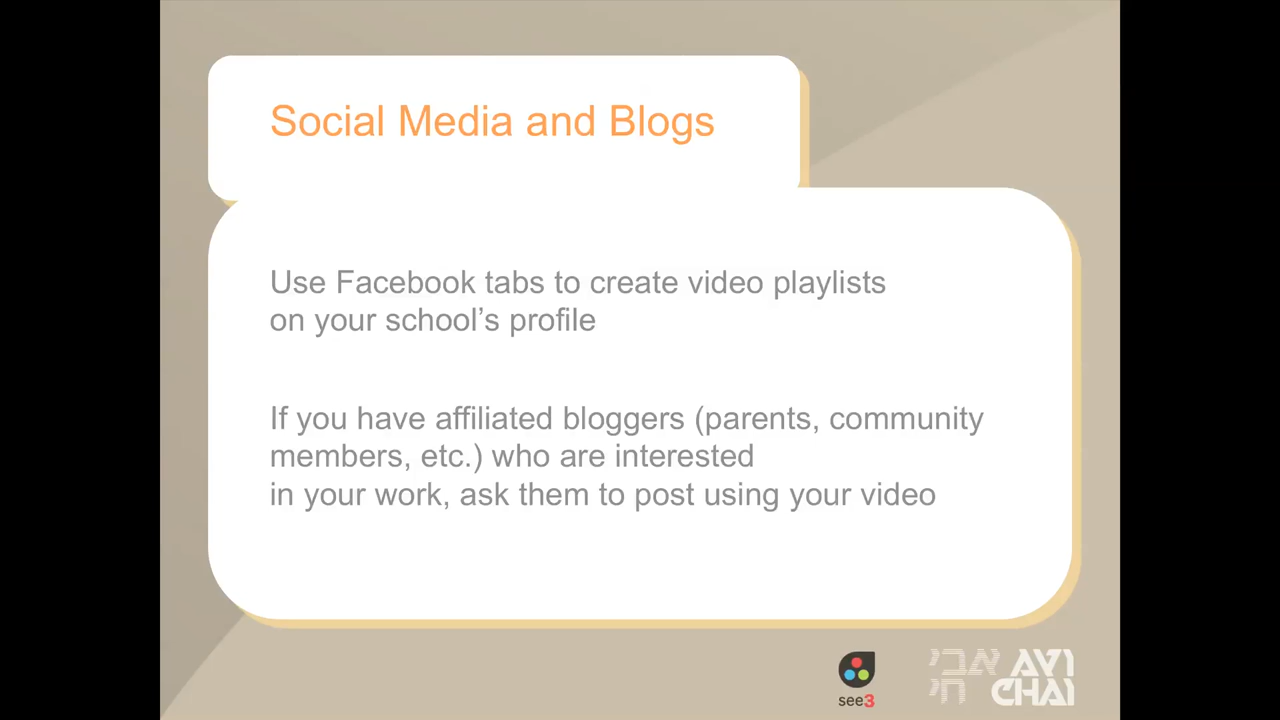 Social Media and Blogs
Use Facebook tabs to create video playlists
on your school’s profile
If you have affiliated bloggers (parents, community
members, etc.) who are interested
in your work, ask them to post using your video
see3
אבי
חי
AVI
CHAI